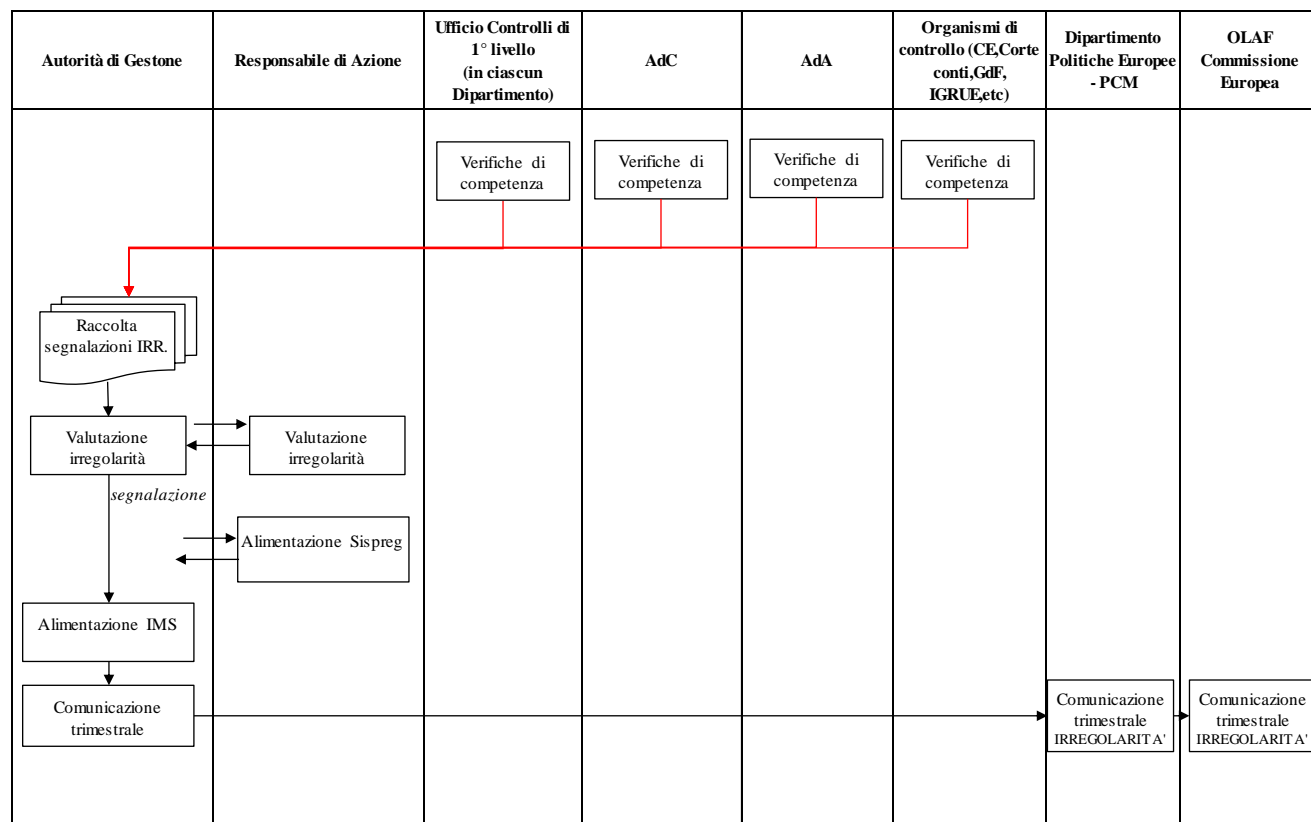 Autorità di Gestone
Responsabile di Azione
Ufficio Controlli di
1° livello
(in ciascun
Dipartimento)
AdC
AdA
Organismi di
controllo (CE,Corte
conti,GdF,
IGRUE,etc)
Dipartimento
Politiche Europee
- PCM
OLAF
Commissione
Europea
Verifiche di
competenza
Verifiche di
competenza
Verifiche di
competenza
Verifiche di
competenza
Raccolta
segnalazioni IRR.
Valutazione
irregolarità
Valutazione
irregolarità
segnalazione
Alimentazione Sispreg
Alimentazione IMS
Comunicazione
trimestrale
Comunicazione
trimestrale
IRREGOLARITA'
Comunicazione
trimestrale
IRREGOLARITA'